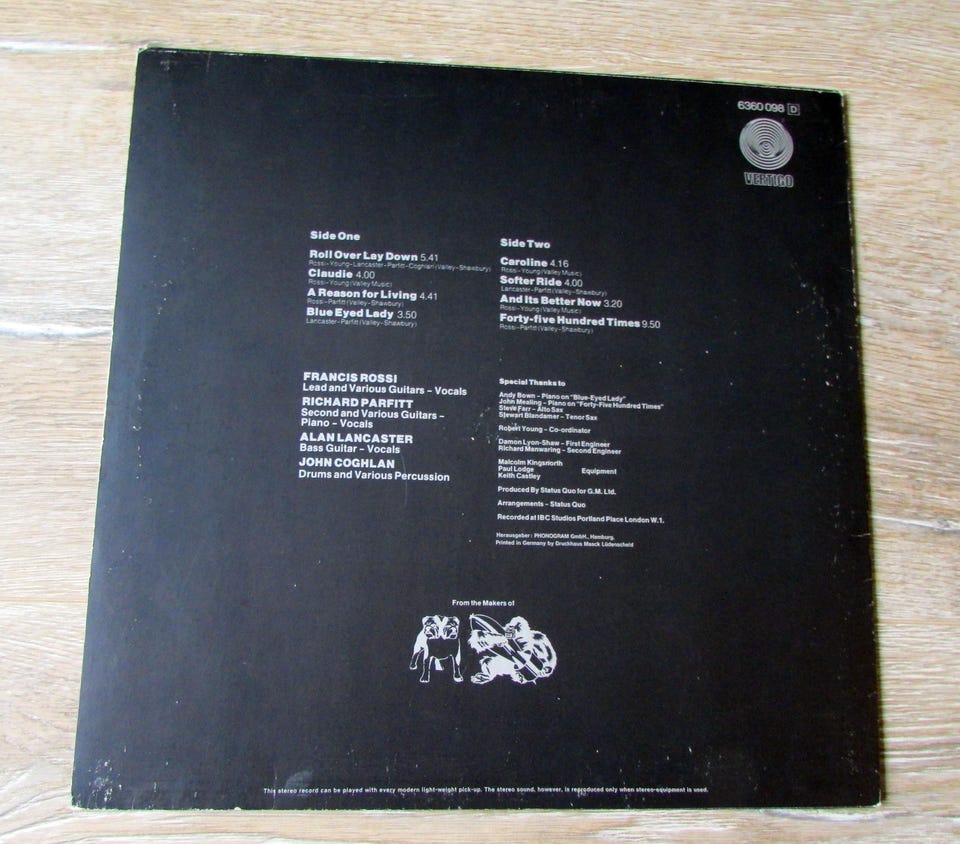 6360 098 D
VERTIGO
Side One
Roll Over Lay Down 5.41
Rossi-Young-Lancaster-Parfitt-Coghlan (Valley-Shawbury)
Claudie 4.00
Rossi-Young (Valley Music)
A Reason for Living 4.41
Rossi-Parfitt (Valley-Shawbury)
Blue Eyed Lady 3.50
Lancaster-Parfitt (Valley-Shawbury)
Side Two
Caroline 4.16
Rossi-Young (Valley Music)
Softer Ride 4.00
Lancaster-Parfitt (Valley-Shawbury)
And Its Better Now 3.20
Rossi-Young (Valley Music)
Forty-five Hundred Times 9.50
Rossi-Parfitt (Valley-Shawbury)
FRANCIS ROSSI
Lead and Various Guitars – Vocals
RICHARD PARFITT
Second and Various Guitars –
Piano – Vocals
ALAN LANCASTER
Bass Guitar – Vocals
JOHN COGHLAN
Drums and Various Percussion
Special Thanks to
Andy Bown – Piano on "Blue-Eyed Lady"
John Mealing – Piano on "Forty-Five Hundred Times"
Steve Farr – Alto Sax
Stewart Blandamer – Tenor Sax
Robert Young – Co-ordinator
Damon Lyon-Shaw – First Engineer
Richard Manwaring – Second Engineer
Malcolm Kingsnorth
Paul Lodge Equipment
Keith Castley
Produced By Status Quo for G.M. Ltd.
Arrangements – Status Quo
Recorded at IBC Studios Portland Place London W.1.
Herausgeber: PHONOGRAM GmbH., Hamburg.
Printed in Germany by Druckhaus Maack Lüdenscheid
From the Makers of
This stereo record can be played with every modern light-weight pick-up. The stereo sound, however, is reproduced only when stereo-equipment is used.